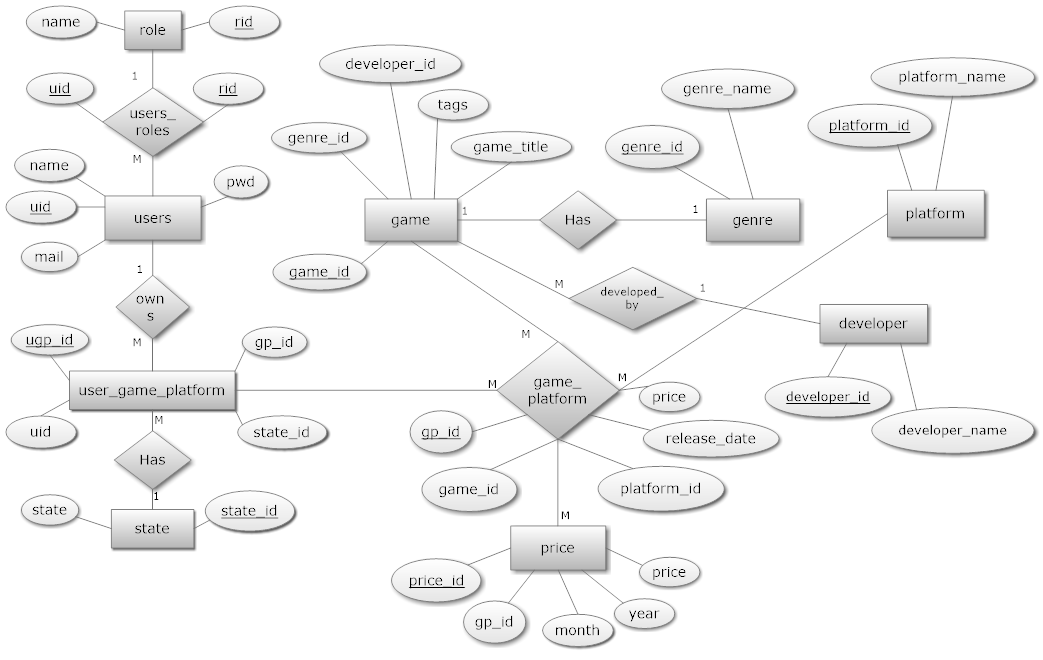 name
role
rid
1
uid
rid
users_
roles
M
name
pwd
uid
users
mail
1
own
s
M
ugp_id
gp_id
user_game_platform
uid
state_id
M
Has
1
state
state_id
state
developer_id
tags
genre_id
game_title
game
1
game_id
Has
1
genre_name
genre_id
genre
platform_name
platform_id
platform
M
developed_
by
1
developer
developer_id
developer_name
M
M
M
game_
platform
price
gp_id
release_date
game_id
platform_id
M
price
price_id
price
gp_id
month
year